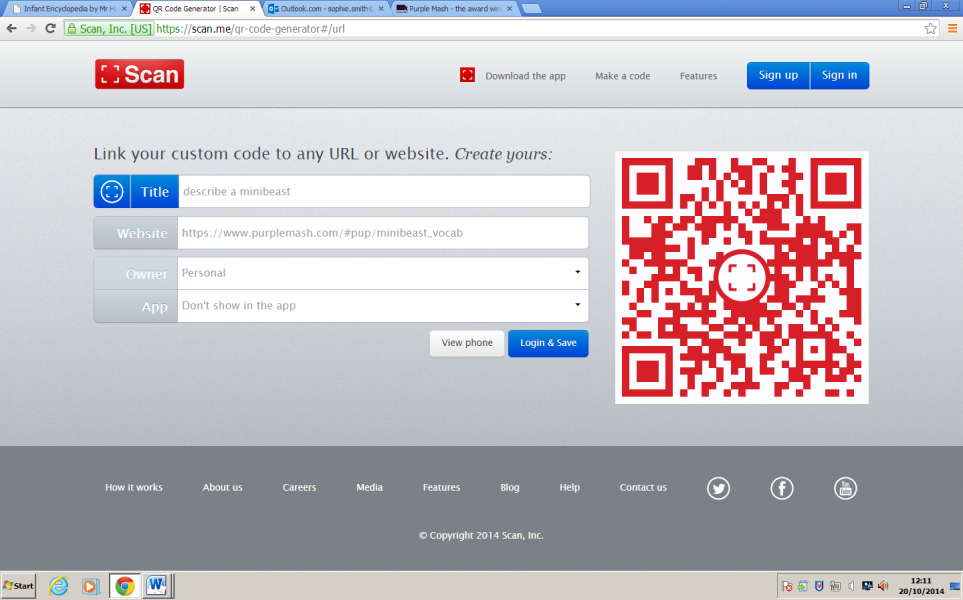 Infant Encyclopedia by Mr H
QR Code Generator | Scan
Outlook.com - sophie.smith@
Purple Mash - the award win
Scan, Inc. [US] https://scan.me/qr-code-generator#/url
Scan
Download the app
Make a code
Features
Sign up
Sign in
Link your custom code to any URL or website. Create yours:
Title describe a minibeast
Website https://www.purplemash.com/#pup/minibeast_vocab
Owner Personal
App Don't show in the app
View phone
Login & Save
How it works
About us
Careers
Media
Features
Blog
Help
Contact us
You Tube
© Copyright 2014 Scan, Inc.
Start
12:11
20/10/2014